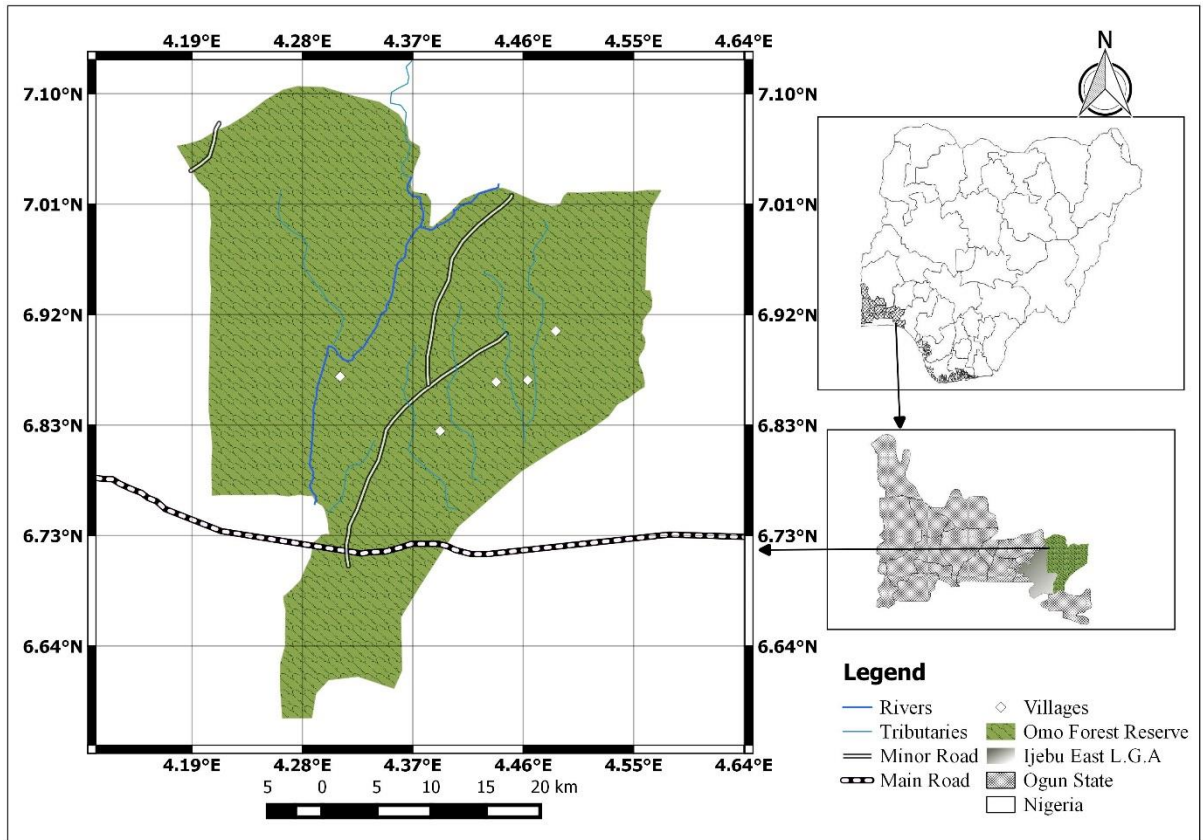 4.19°E 4.28°E 4.37°E 4.46°E 4.55°E 4.64°E
N
7.10°N 7.10°N
7.01°N 7.01°N
6.92°N 6.92°N
6.83°N 6.83°N
6.73°N 6.73°N
6.64°N 6.64°N
4.19°E 4.28°E 4.37°E 4.46°E 4.55°E 4.64°E
5 0 5 10 15 20 km
Legend
Rivers
Tributaries
Minor Road
Main Road
Villages
Omo Forest Reserve
Ijebu East L.G.A
Ogun State
Nigeria